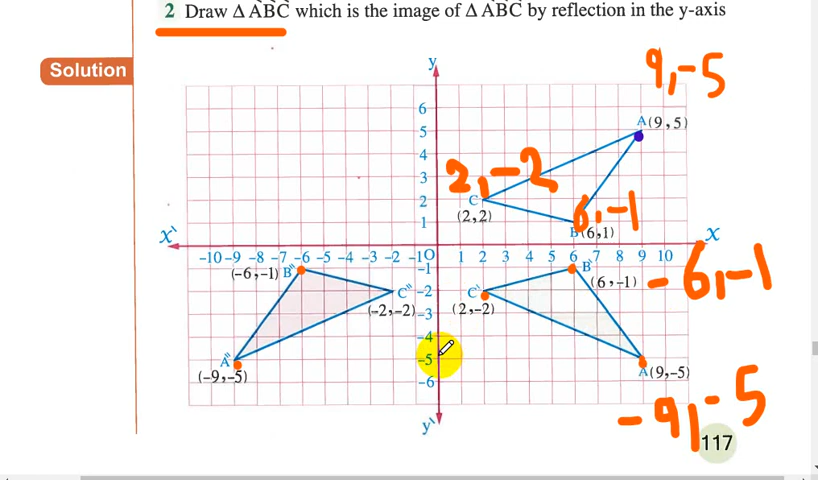 2 Draw Δ A'B'C' which is the image of Δ ABC by reflection in the y-axis
9,-5
Solution
y
6
A(9,5)
5
4
3
2,-2
2
C
(2,2)
6,-1
1
B(6,1)
x'
O
x
-10 -9 -8 -7 -6 -5 -4 -3 -2 -1 1 2 3 4 5 6 7 8 9 10
-1
(-6,-1) B"
B'
(6,-1)
-6,-1
C" -2
C'
(-2,-2) -3
(2,-2)
-4
A"
-5
A(9,-5)
(-9,-5)
-6
-9,-5
y'
117